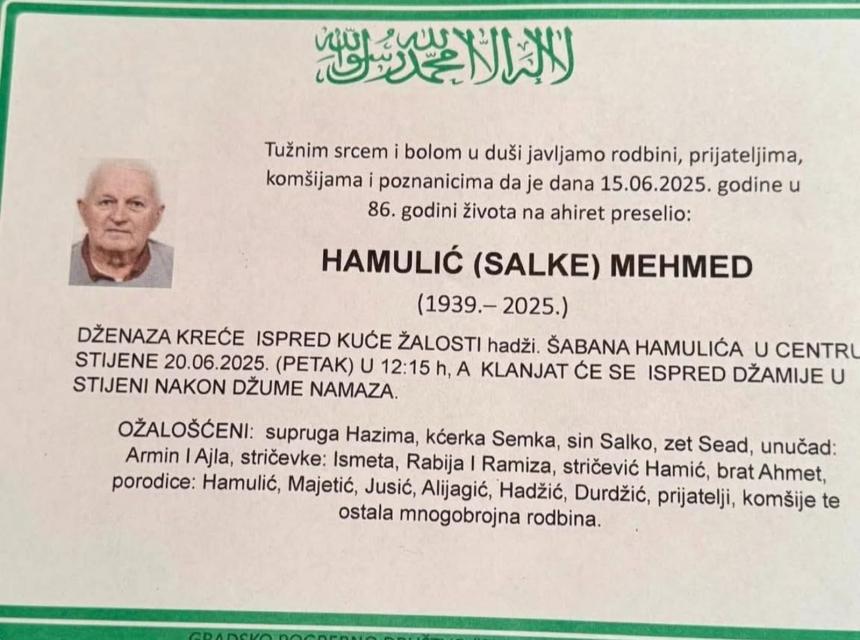 لا إله إلا الله محمد رسول الله
Tužnim srcem i bolom u duši javljamo rodbini, prijateljima,
komšijama i poznanicima da je dana 15.06.2025. godine u
86. godini života na ahiret preselio:
HAMULIĆ (SALKE) MEHMED
(1939.– 2025.)
DŽENAZA KREĆE ISPRED KUĆE ŽALOSTI hadži. ŠABANA HAMULIĆA U CENTRU
STIJENE 20.06.2025. (PETAK) U 12:15 h, A KLANJAT ĆE SE ISPRED DŽAMIJE U
STIJENI NAKON DŽUME NAMAZA.
OŽALOŠĆENI: supruga Hazima, kćerka Semka, sin Salko, zet Sead, unučad:
Armin I Ajla, stričevke: Ismeta, Rabija I Ramiza, stričević Hamić, brat Ahmet,
porodice: Hamulić, Majetić, Jusić, Alijagić, Hadžić, Durdžić, prijatelji, komšije te
ostala mnogobrojna rodbina.